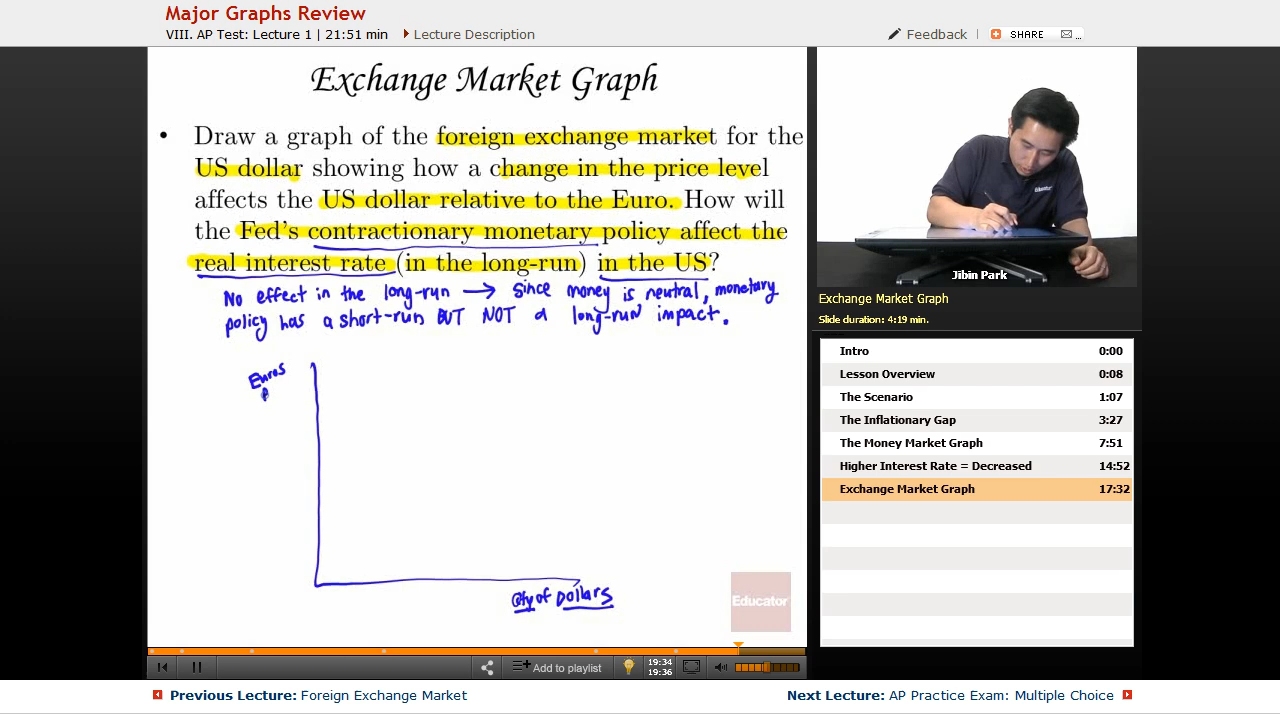 Major Graphs Review
VIII. AP Test: Lecture 1 | 21:51 min
Lecture Description
Feedback
SHARE
Exchange Market Graph
• Draw a graph of the foreign exchange market for the
US dollar showing how a change in the price level
affects the US dollar relative to the Euro. How will
the Fed's contractionary monetary policy affect the
real interest rate (in the long-run) in the US?
No effect in the long-run → since money is neutral, monetary
policy has a short-run BUT NOT a long-run impact.
Euros
Qty of Dollars
Educator
Jibin Park
Exchange Market Graph
Slide duration: 4:19 min.
Intro 0:00
Lesson Overview 0:08
The Scenario 1:07
The Inflationary Gap 3:27
The Money Market Graph 7:51
Higher Interest Rate = Decreased 14:52
Exchange Market Graph 17:32
Add to playlist
19:34
19:36
Previous Lecture: Foreign Exchange Market
Next Lecture: AP Practice Exam: Multiple Choice